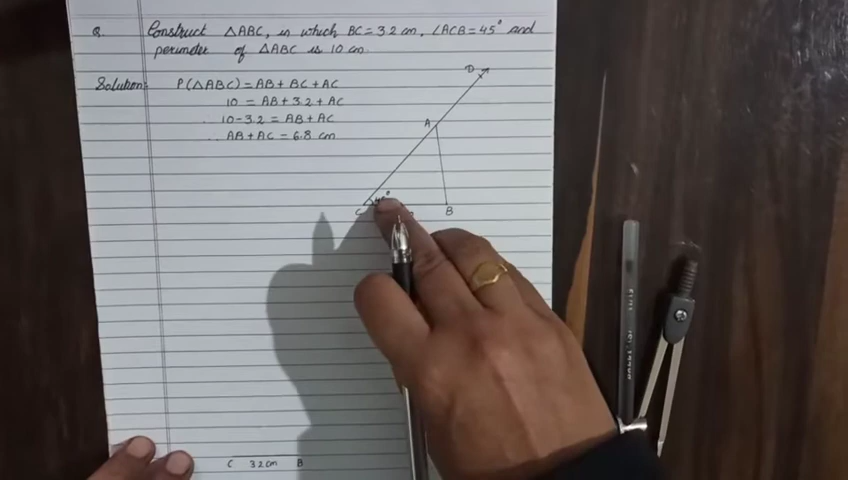 Q. Construct △ABC, in which BC = 3.2 cm, ∠ACB = 45° and
perimeter of △ABC is 10 cm.
Solution: P(△ABC) = AB + BC + AC
10 = AB + 3.2 + AC
∴ 10 - 3.2 = AB + AC
∴ AB + AC = 6.8 cm
D
A
45°
C B
C 3.2cm B